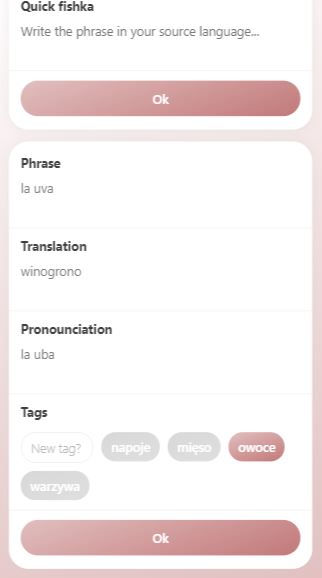 Quick fishka
Write the phrase in your source language...
Ok
Phrase
la uva
Translation
winogrono
Pronounciation
la uba
Tags
New tag? napoje mięso owoce
warzywa
Ok